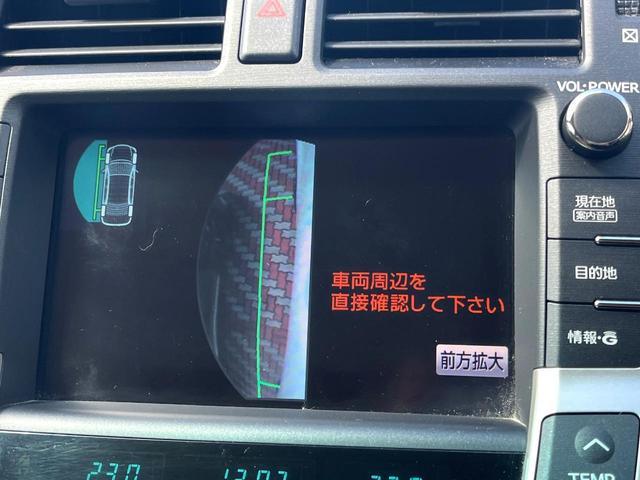 VOL・POWER
現在地
案内音声
目的地
車両周辺を
直接確認して下さい
情報・G
前方拡大
TEMP